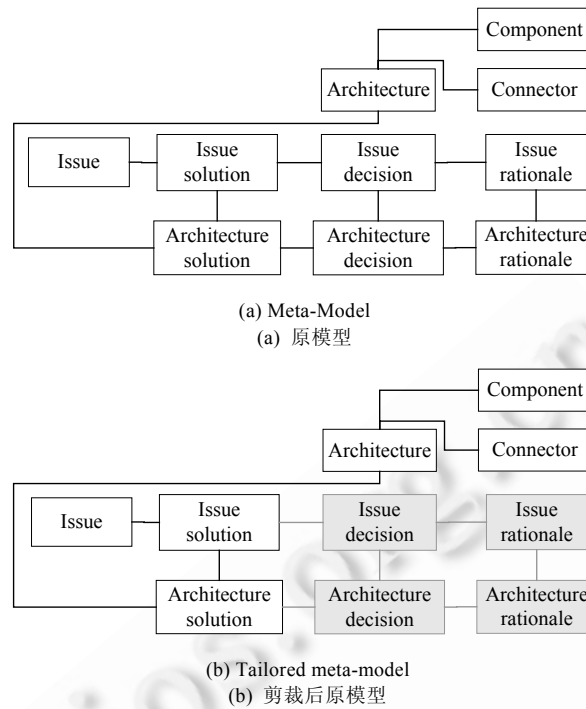 Component
Architecture
Connector
Issue
Issue
solution
Issue
decision
Issue
rationale
Architecture
solution
Architecture
decision
Architecture
rationale
(a) Meta-Model
(a) 原模型
Component
Architecture
Connector
Issue
Issue
solution
Issue
decision
Issue
rationale
Architecture
solution
Architecture
decision
Architecture
rationale
(b) Tailored meta-model
(b) 剪裁后原模型